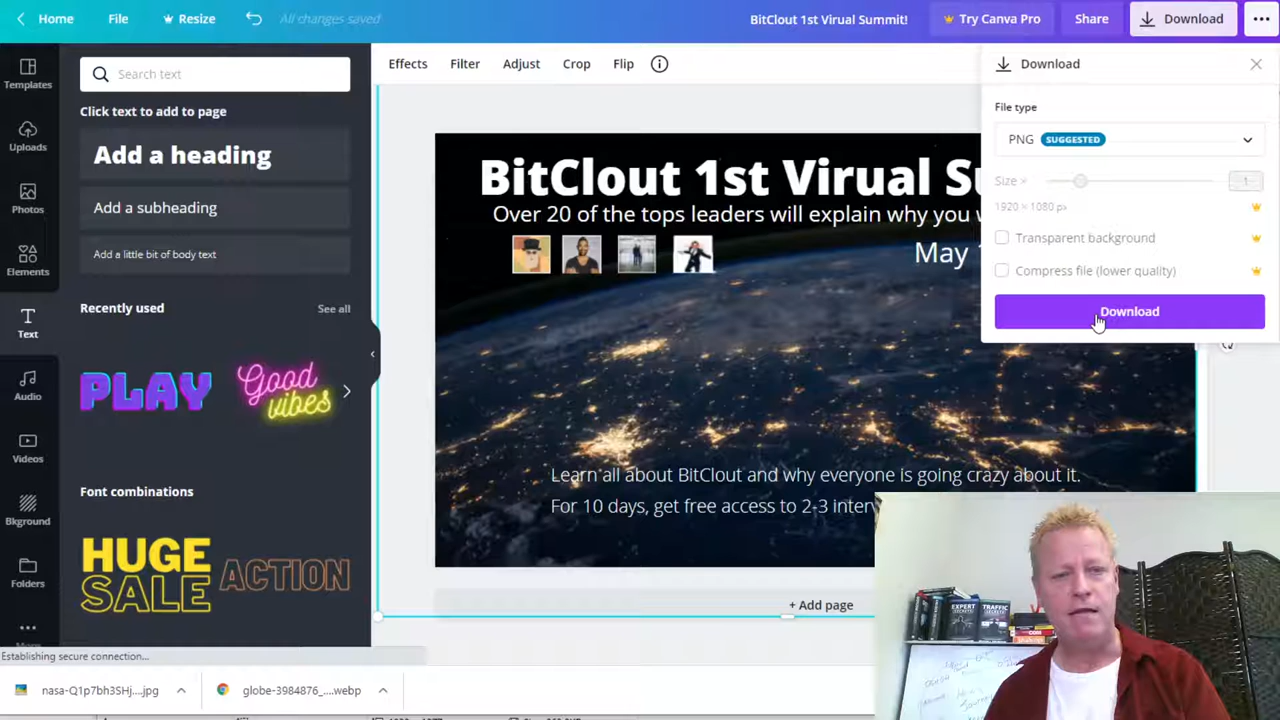 Home
File
Resize
All changes saved
BitClout 1st Virual Summit!
Try Canva Pro
Share
Download
Templates
Uploads
Photos
Elements
Text
Audio
Videos
Bkground
Folders
More
Search text
Click text to add to page
Add a heading
Add a subheading
Add a little bit of body text
Recently used
See all
PLAY
Good vibes
Font combinations
HUGE
SALE
ACTION
Effects
Filter
Adjust
Crop
Flip
Download
File type
PNG SUGGESTED
Size ×
1
1920 × 1080 px
Transparent background
Compress file (lower quality)
Download
BitClout 1st Virual
Over 20 of the tops leaders will explain why you
May
Learn all about BitClout and why everyone is going crazy about it.
For 10 days, get free access to 2-3
+ Add page
EXPERT
SECRETS
TRAFFIC
SECRETS
Establishing secure connection...
nasa-Q1p7bh3SHj....jpg
globe-3984876_....webp